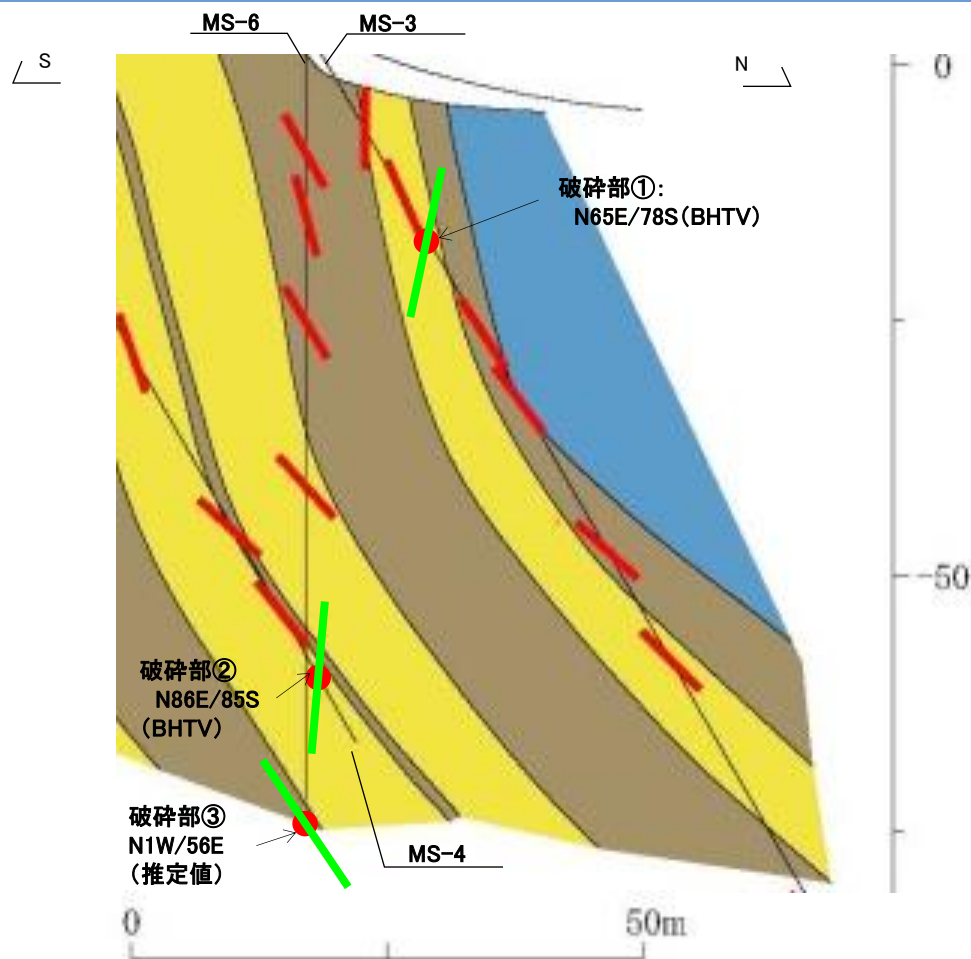 MS-6
MS-3
S
N
0
破砕部①:
N65E/78S(BHTV)
-50
破砕部②
N86E/85S
(BHTV)
破砕部③
N1W/56E
(推定値)
MS-4
0
50m